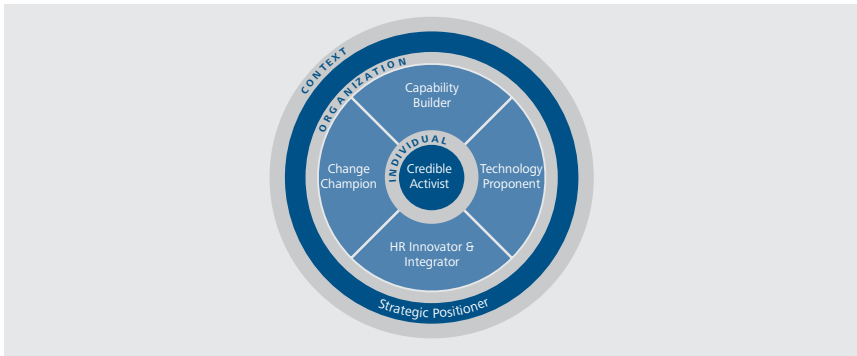 CONTEXT
ORGANIZATION
Capability
Builder
INDIVIDUAL
Change
Champion
Credible
Activist
Technology
Proponent
HR Innovator &
Integrator
Strategic Positioner